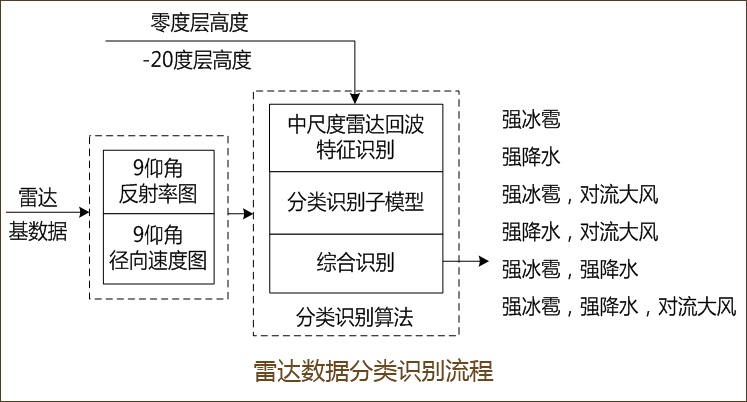 零度层高度
-20度层高度
雷达
基数据
9仰角
反射率图
9仰角
径向速度图
中尺度雷达回波
特征识别
分类识别子模型
综合识别
分类识别算法
强冰雹
强降水
强冰雹，对流大风
强降水，对流大风
强冰雹，强降水
强冰雹，强降水，对流大风
雷达数据分类识别流程